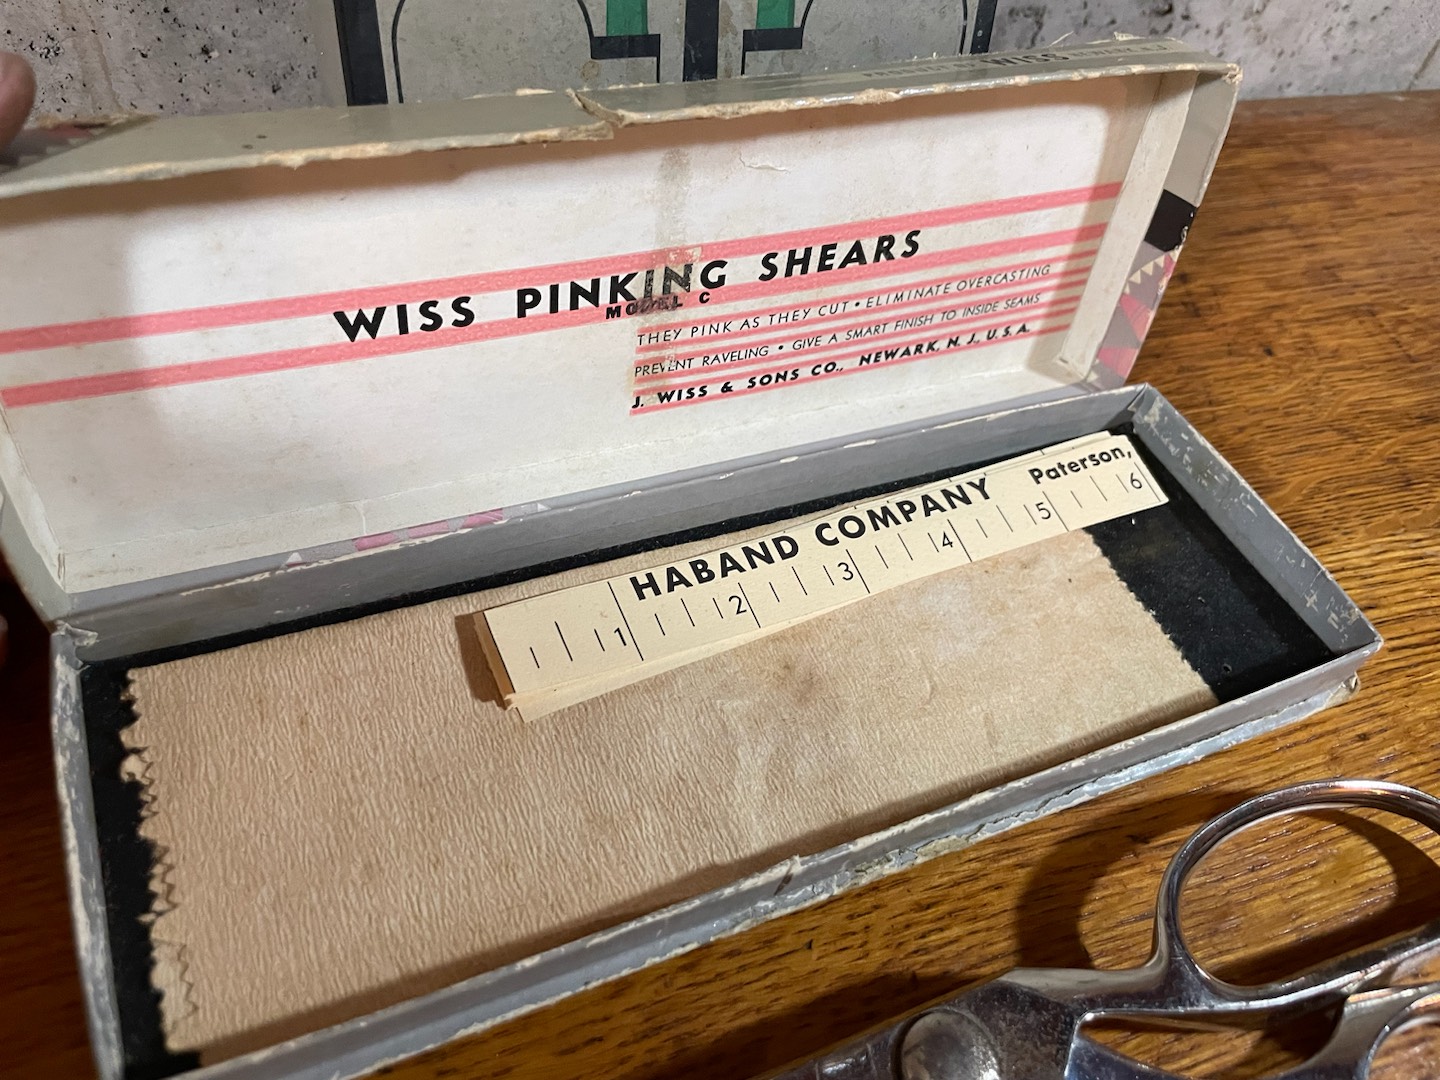 WISS PINKING SHEARS
MODEL C
THEY PINK AS THEY CUT • ELIMINATE OVERCASTING
PREVENT RAVELING • GIVE A SMART FINISH TO INSIDE SEAMS
J. WISS & SONS CO., NEWARK, N. J., U. S. A.
HABAND COMPANY Paterson,
1 2 3 4 5 6